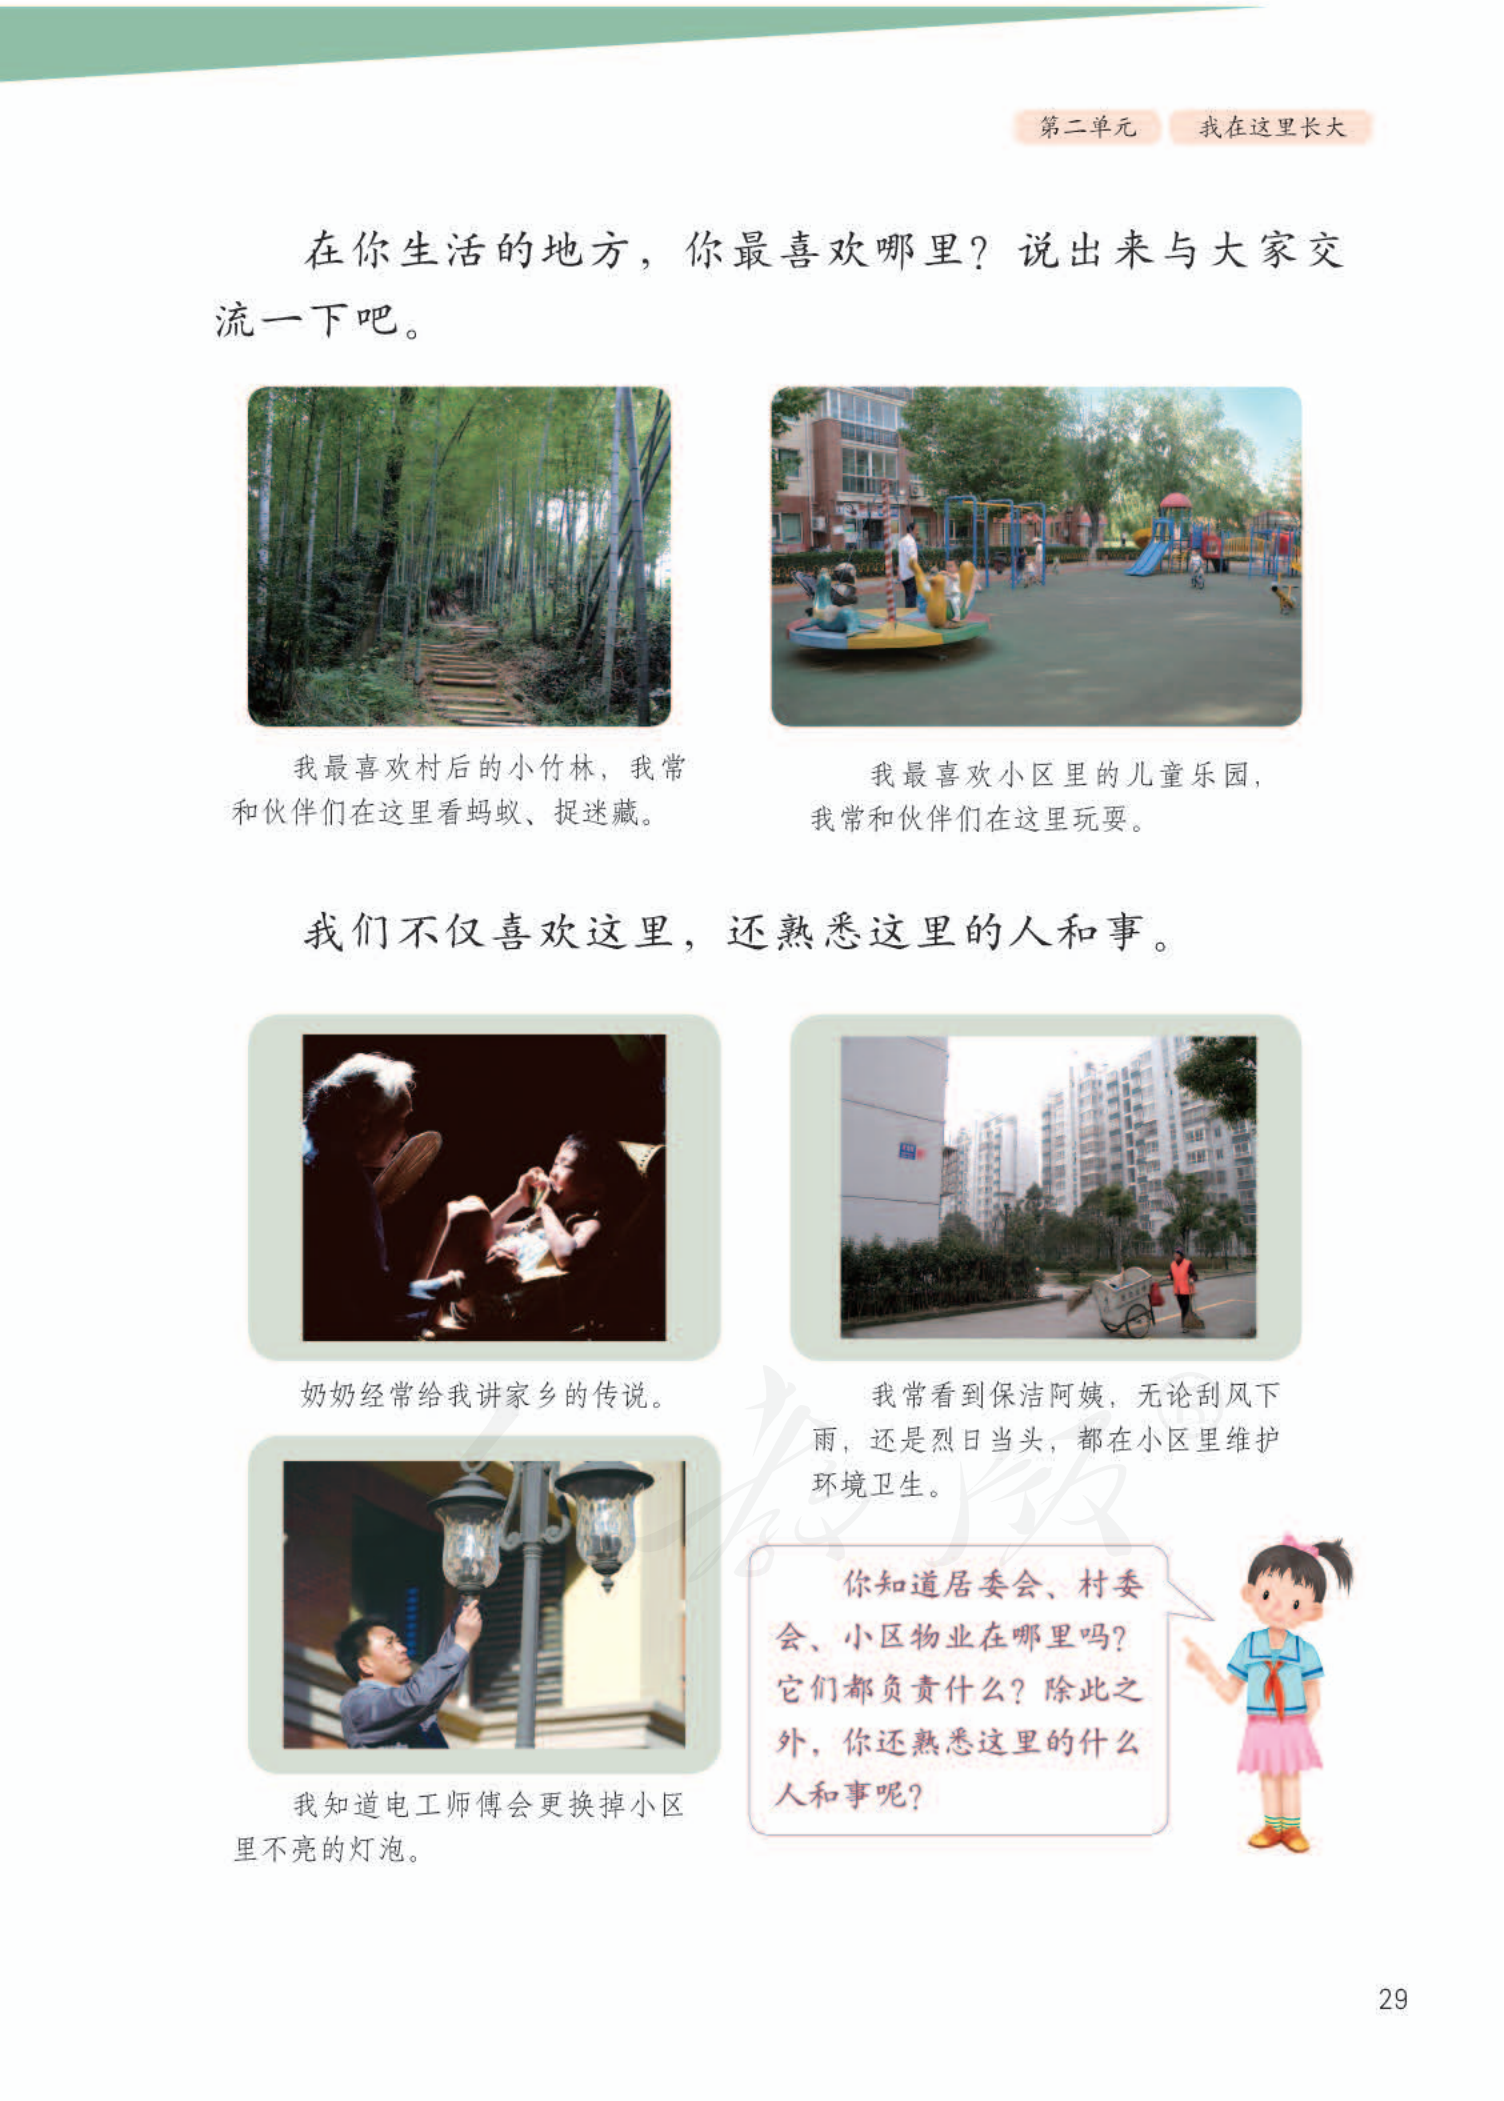 第二单元 我在这里长大
在你生活的地方，你最喜欢哪里？说出来与大家交
流一下吧。
我最喜欢村后的小竹林，我常
和伙伴们在这里看蚂蚁、捉迷藏。
我最喜欢小区里的儿童乐园，
我常和伙伴们在这里玩耍。
我们不仅喜欢这里，还熟悉这里的人和事。
奶奶经常给我讲家乡的传说。
我常看到保洁阿姨，无论刮风下
雨，还是烈日当头，都在小区里维护
环境卫生。
我知道电工师傅会更换掉小区
里不亮的灯泡。
你知道居委会、村委
会、小区物业在哪里吗？
它们都负责什么？除此之
外，你还熟悉这里的什么
人和事呢？
29